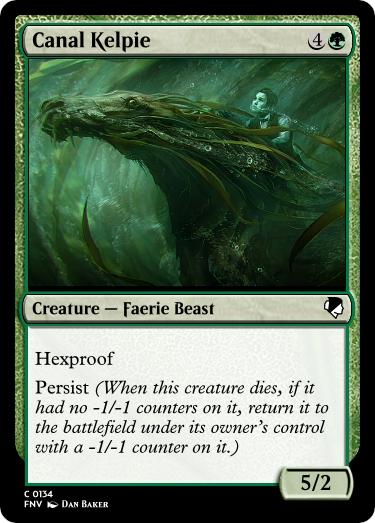 Canal Kelpie 4
Creature — Faerie Beast
Hexproof
Persist (When this creature dies, if it
had no -1/-1 counters on it, return it to
the battlefield under its owner's control
with a -1/-1 counter on it.)
5/2
C 0134
FNV Dan Baker